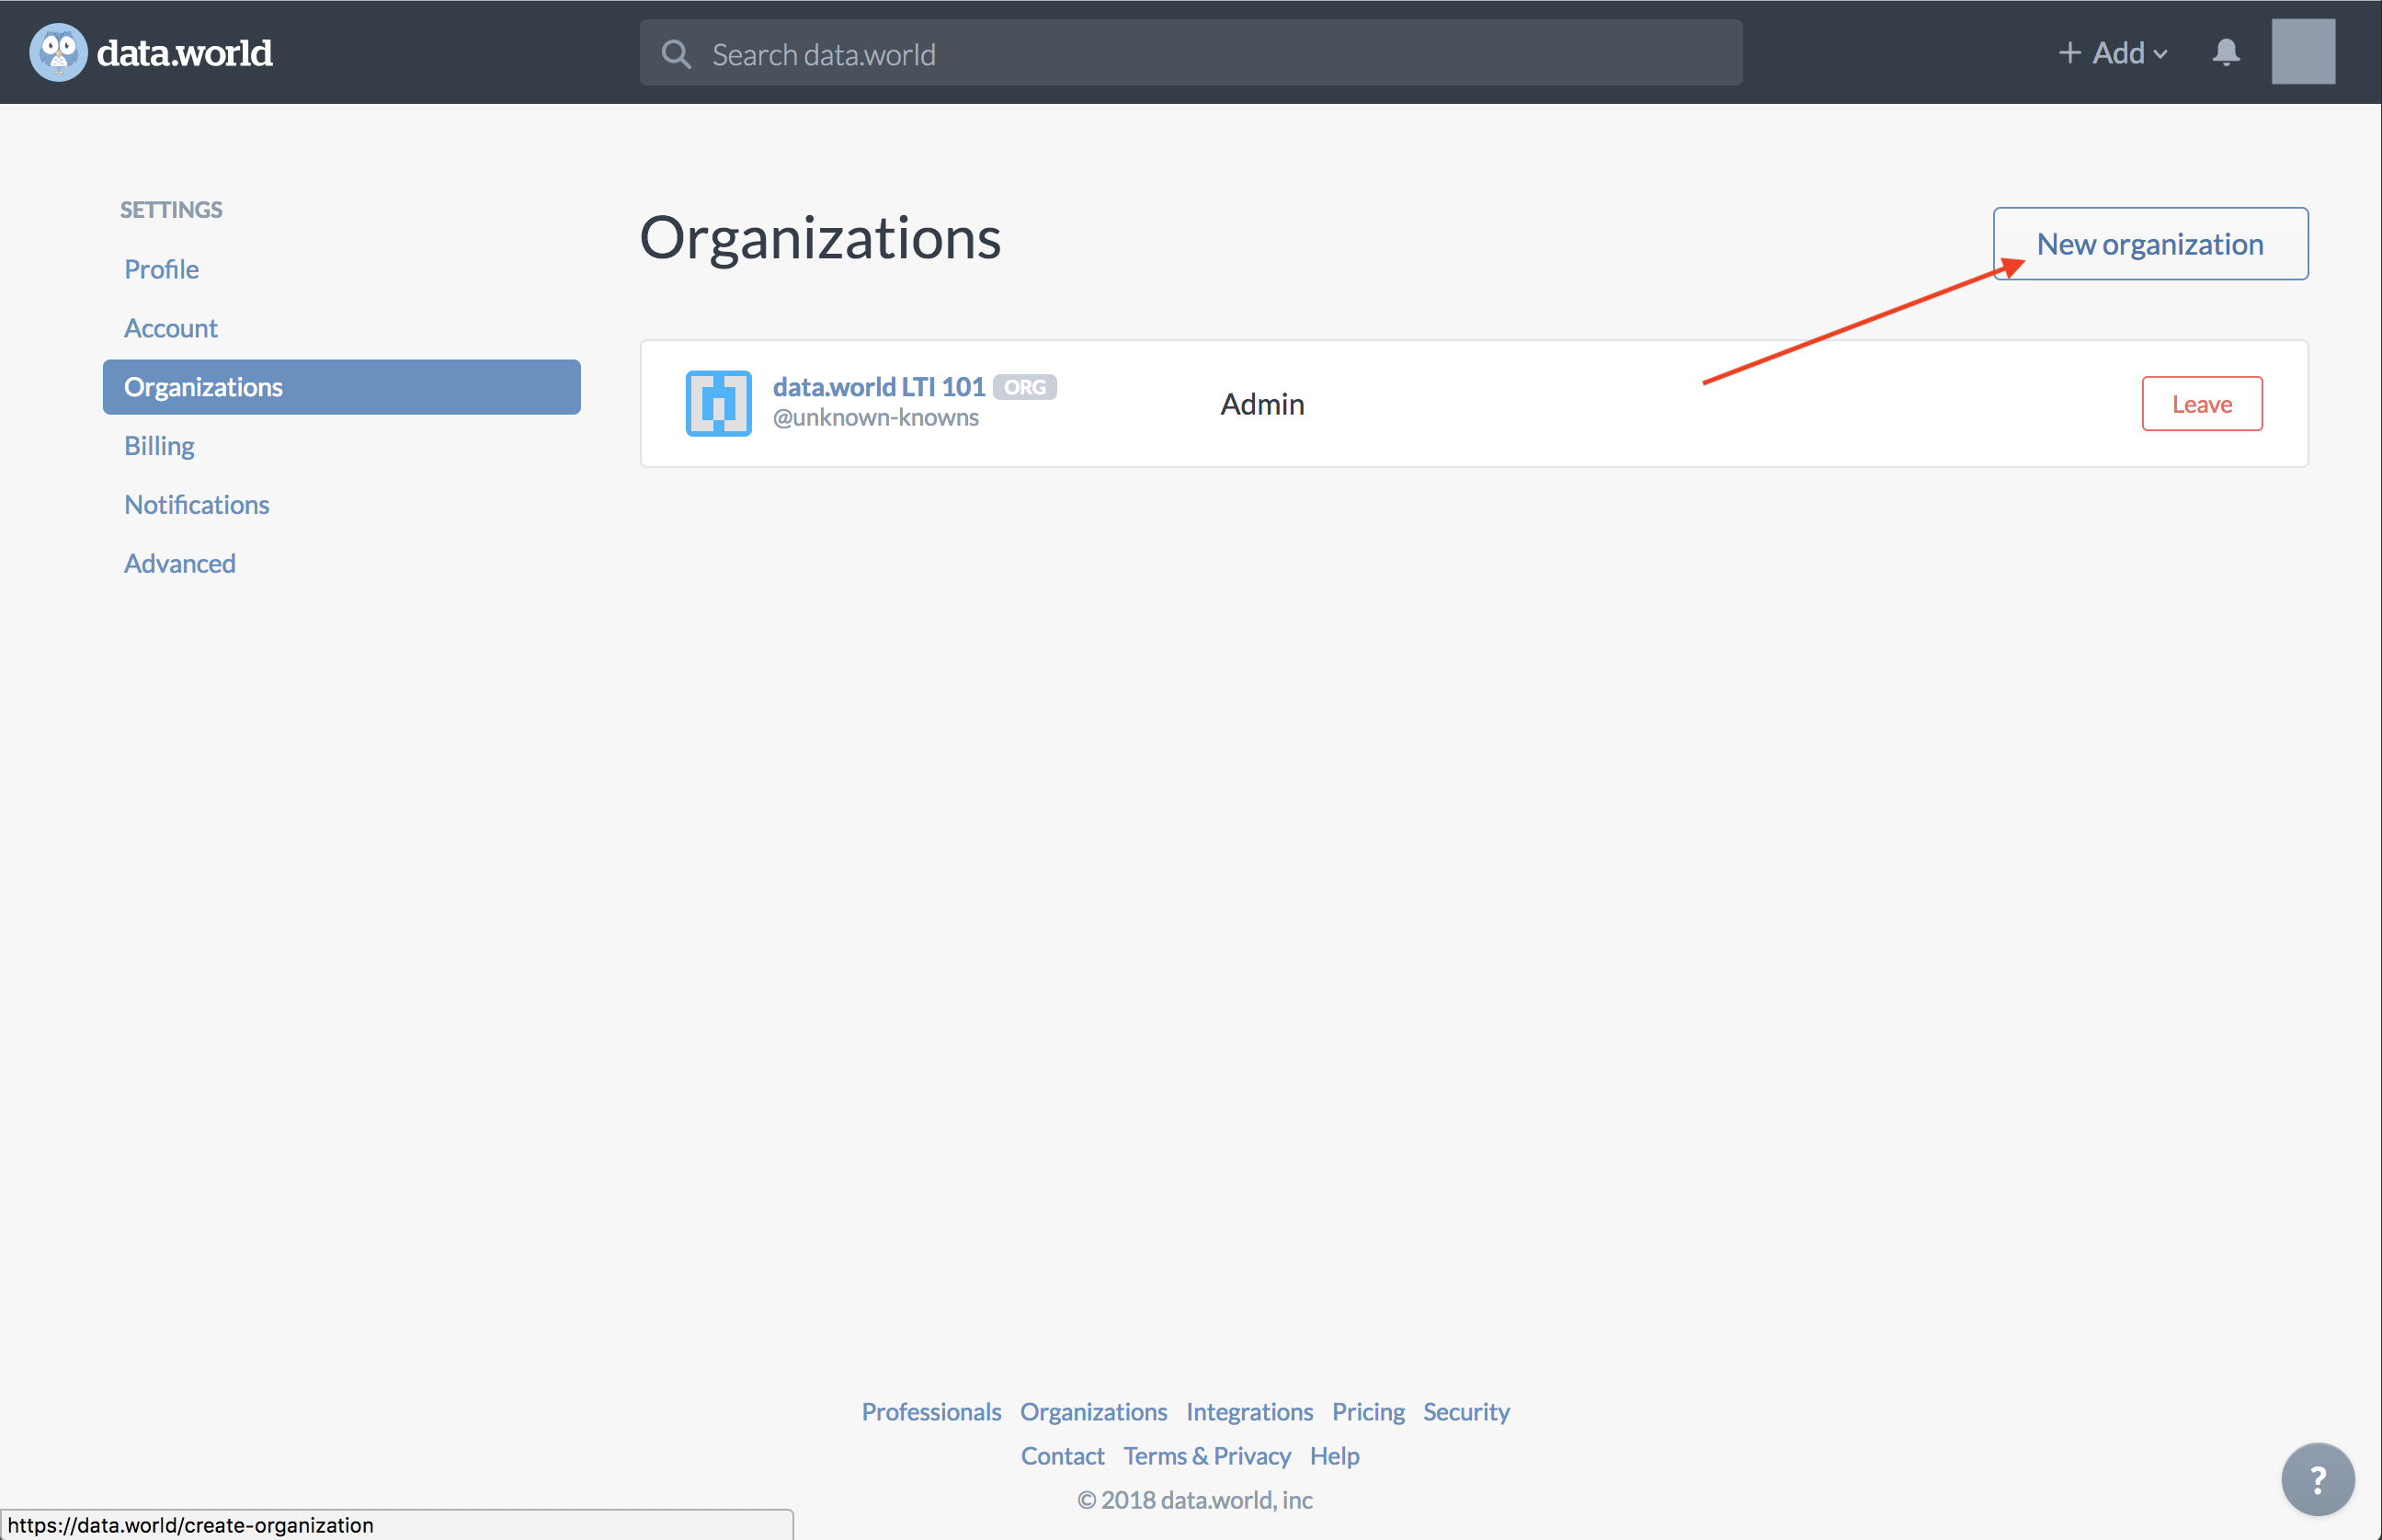 data.world
Search data.world
+ Add
SETTINGS
Profile
Account
Organizations
Billing
Notifications
Advanced
Organizations
New organization
data.world LTI 101 ORG
@unknown-knowns
Admin
Leave
Professionals Organizations Integrations Pricing Security
Contact Terms & Privacy Help
© 2018 data.world, inc
?
https://data.world/create-organization